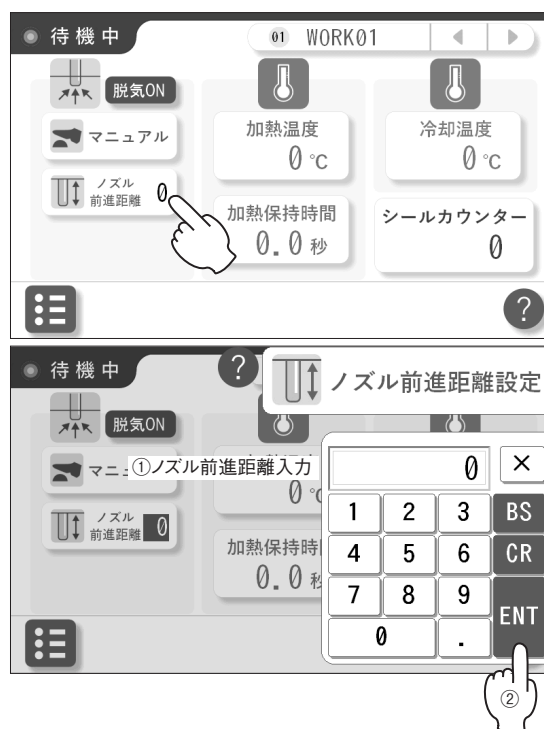 待機中
01 WORK01
脱気ON
マニュアル
ノズル
前進距離 0
加熱温度
0 ℃
加熱保持時間
0.0 秒
冷却温度
0 ℃
シールカウンター
0
?
待機中
?
ノズル前進距離設定
脱気ON
マニ
①ノズル前進距離入力
ノズル
前進距離 0
0 ℃
加熱保持時
0.0 秒
0 ×
1 2 3 BS
4 5 6 CR
7 8 9
ENT
0 .
②